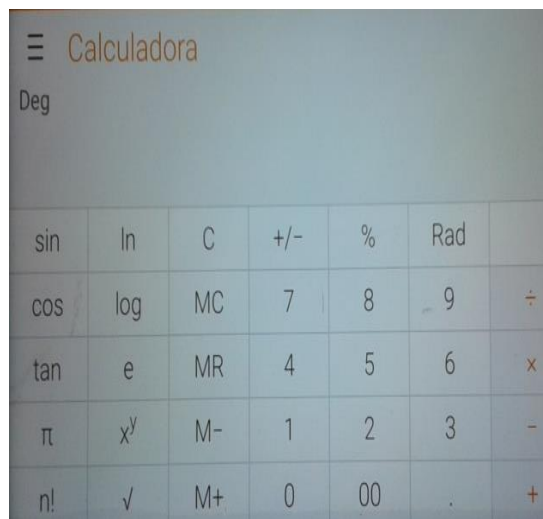 Calculadora
Deg
sin ln C +/- % Rad
cos log MC 7 8 9 ÷
tan e MR 4 5 6 ×
π xʸ M- 1 2 3 −
n! √ M+ 0 00 . +